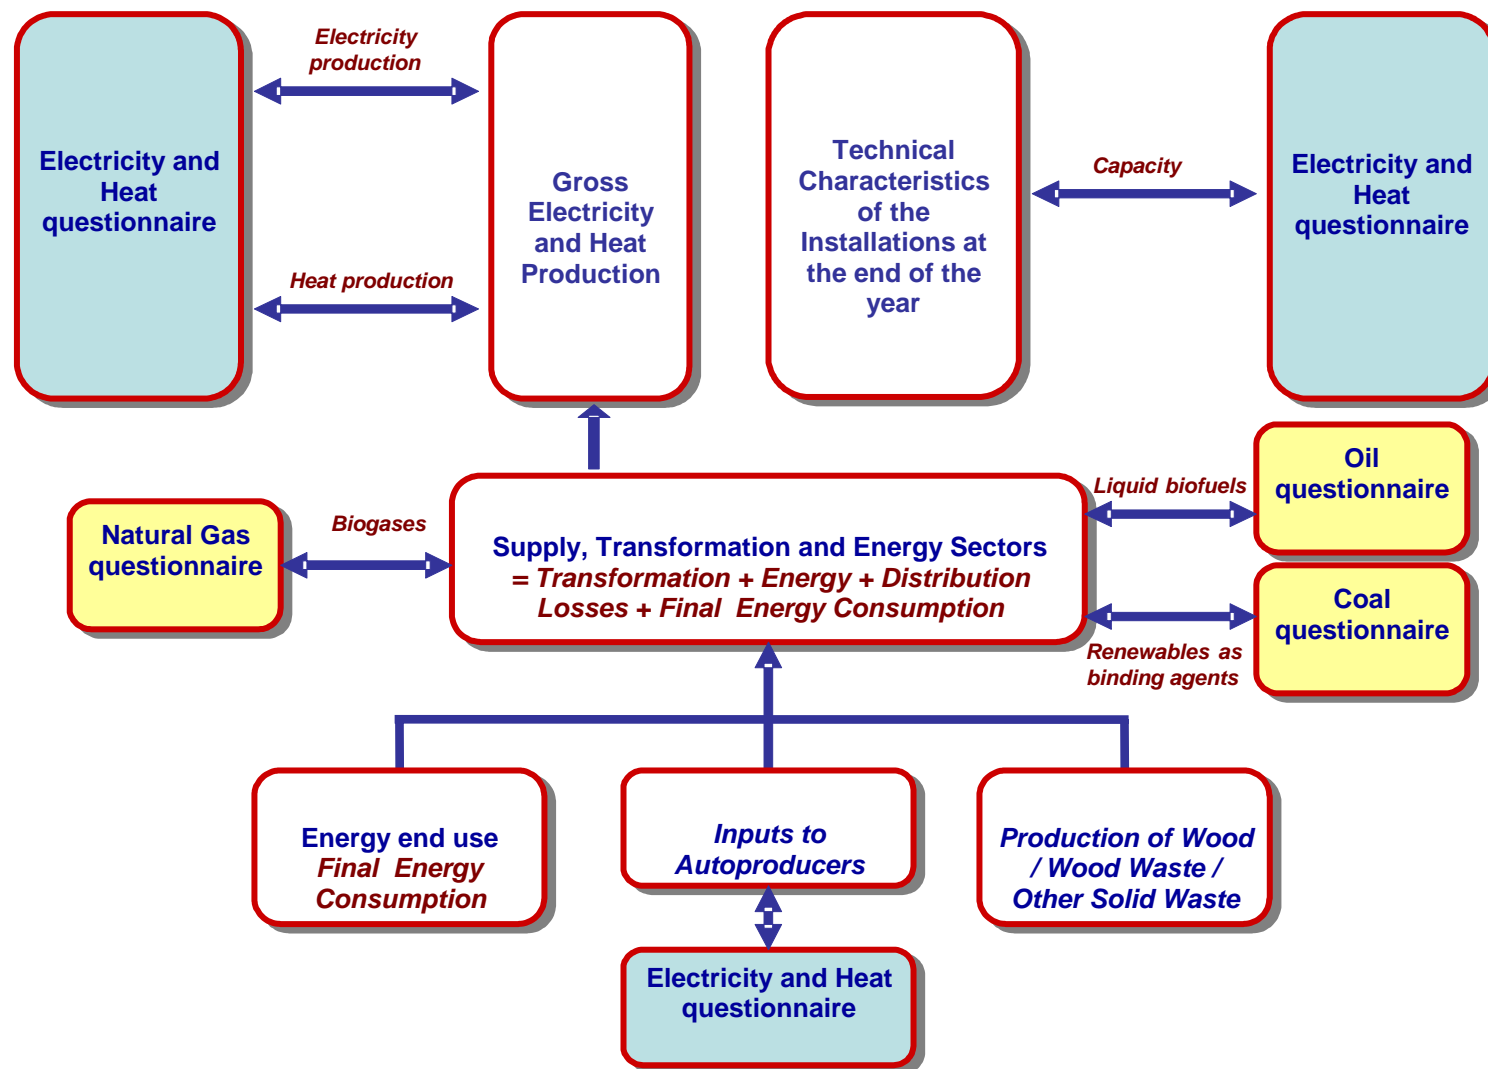 Electricity
production
Electricity and
Heat
questionnaire
Heat production
Gross
Electricity
and Heat
Production
Technical
Characteristics
of the
Installations at
the end of the
year
Capacity
Electricity and
Heat
questionnaire
Natural Gas
questionnaire
Biogases
Supply, Transformation and Energy Sectors
= Transformation + Energy + Distribution
Losses + Final Energy Consumption
Liquid biofuels
Oil
questionnaire
Renewables as
binding agents
Coal
questionnaire
Energy end use
Final Energy
Consumption
Inputs to
Autoproducers
Production of Wood
/ Wood Waste /
Other Solid Waste
Electricity and Heat
questionnaire